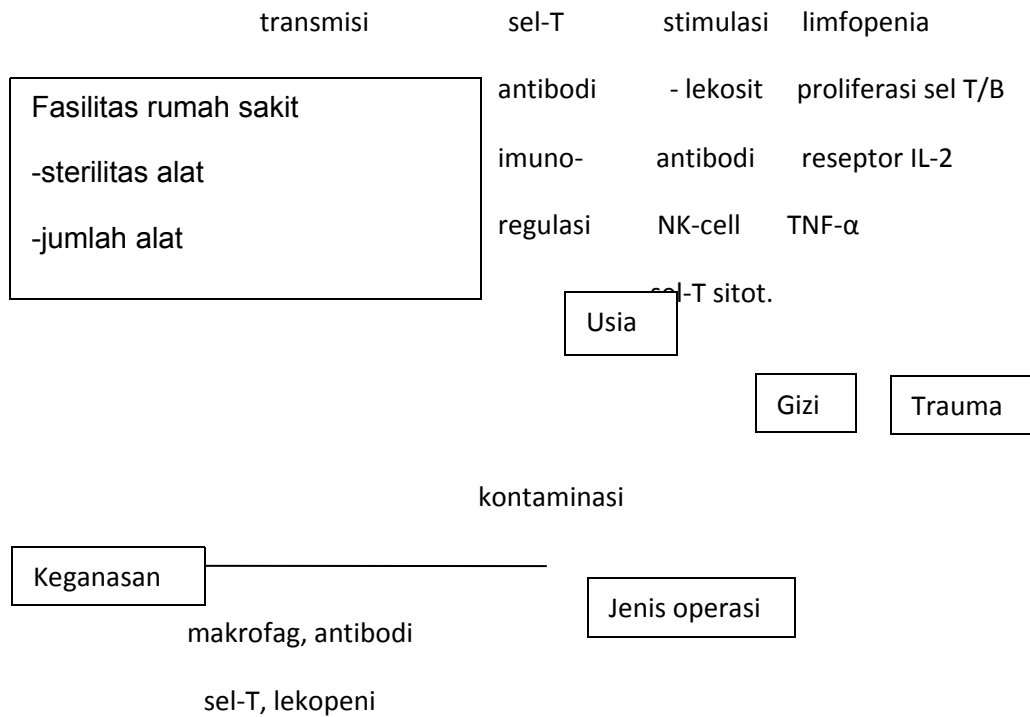 transmisi sel-T stimulasi limfopenia
Fasilitas rumah sakit
-sterilitas alat
-jumlah alat
antibodi - lekosit proliferasi sel T/B
imuno- antibodi reseptor IL-2
regulasi NK-cell TNF-α
sel-T sitot.
Usia
Gizi Trauma
kontaminasi
Keganasan
Jenis operasi
makrofag, antibodi
sel-T, lekopeni